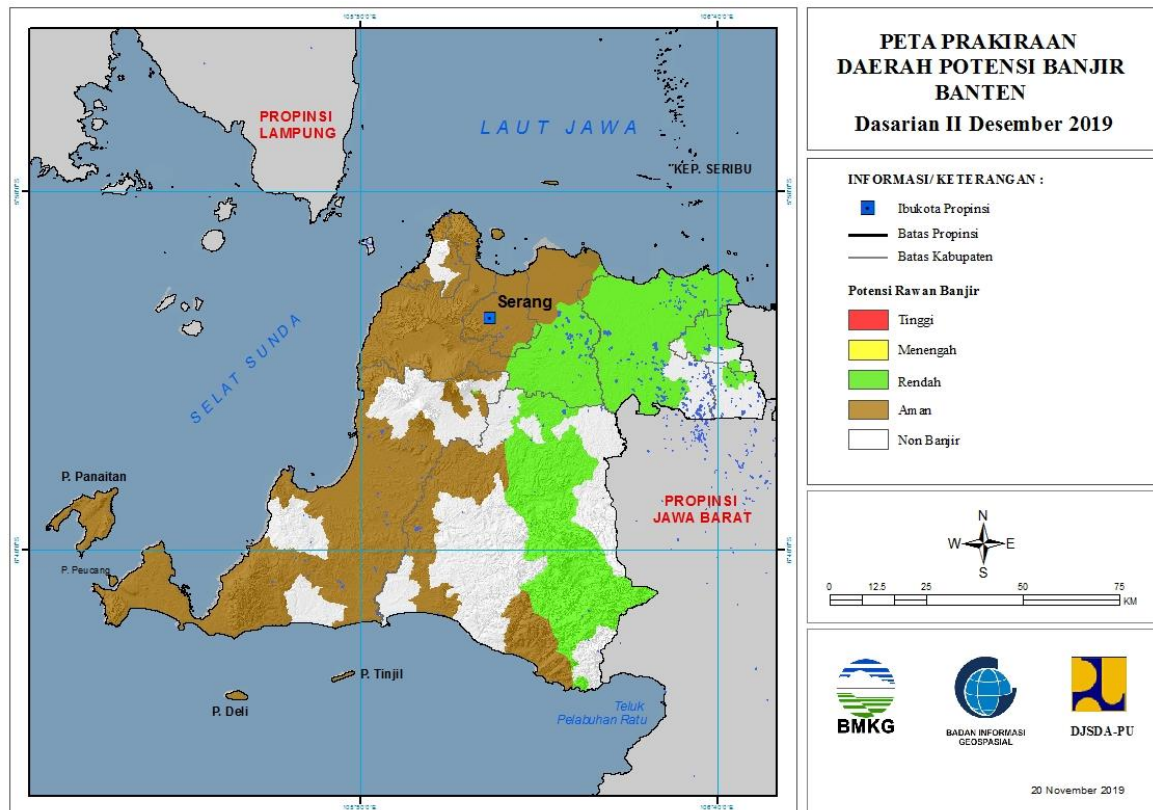 PROPINSI
LAMPUNG
LAUT JAWA
KEP. SERIBU
Serang
SELAT SUNDA
P. Panaitan
P. Peucang
PROPINSI
JAWA BARAT
P. Tinjil
P. Deli
Teluk
Pelabuhan Ratu
PETA PRAKIRAAN
DAERAH POTENSI BANJIR
BANTEN
Dasarian II Desember 2019
INFORMASI/KETERANGAN :
Ibukota Propinsi
Batas Propinsi
Batas Kabupaten
Potensi Rawan Banjir
Tinggi
Menengah
Rendah
Aman
Non Banjir
N
W E
S
0 12.5 25 50 75
KM
BMKG
BADAN INFORMASI
GEOSPASIAL
DJSDA-PU
20 November 2019